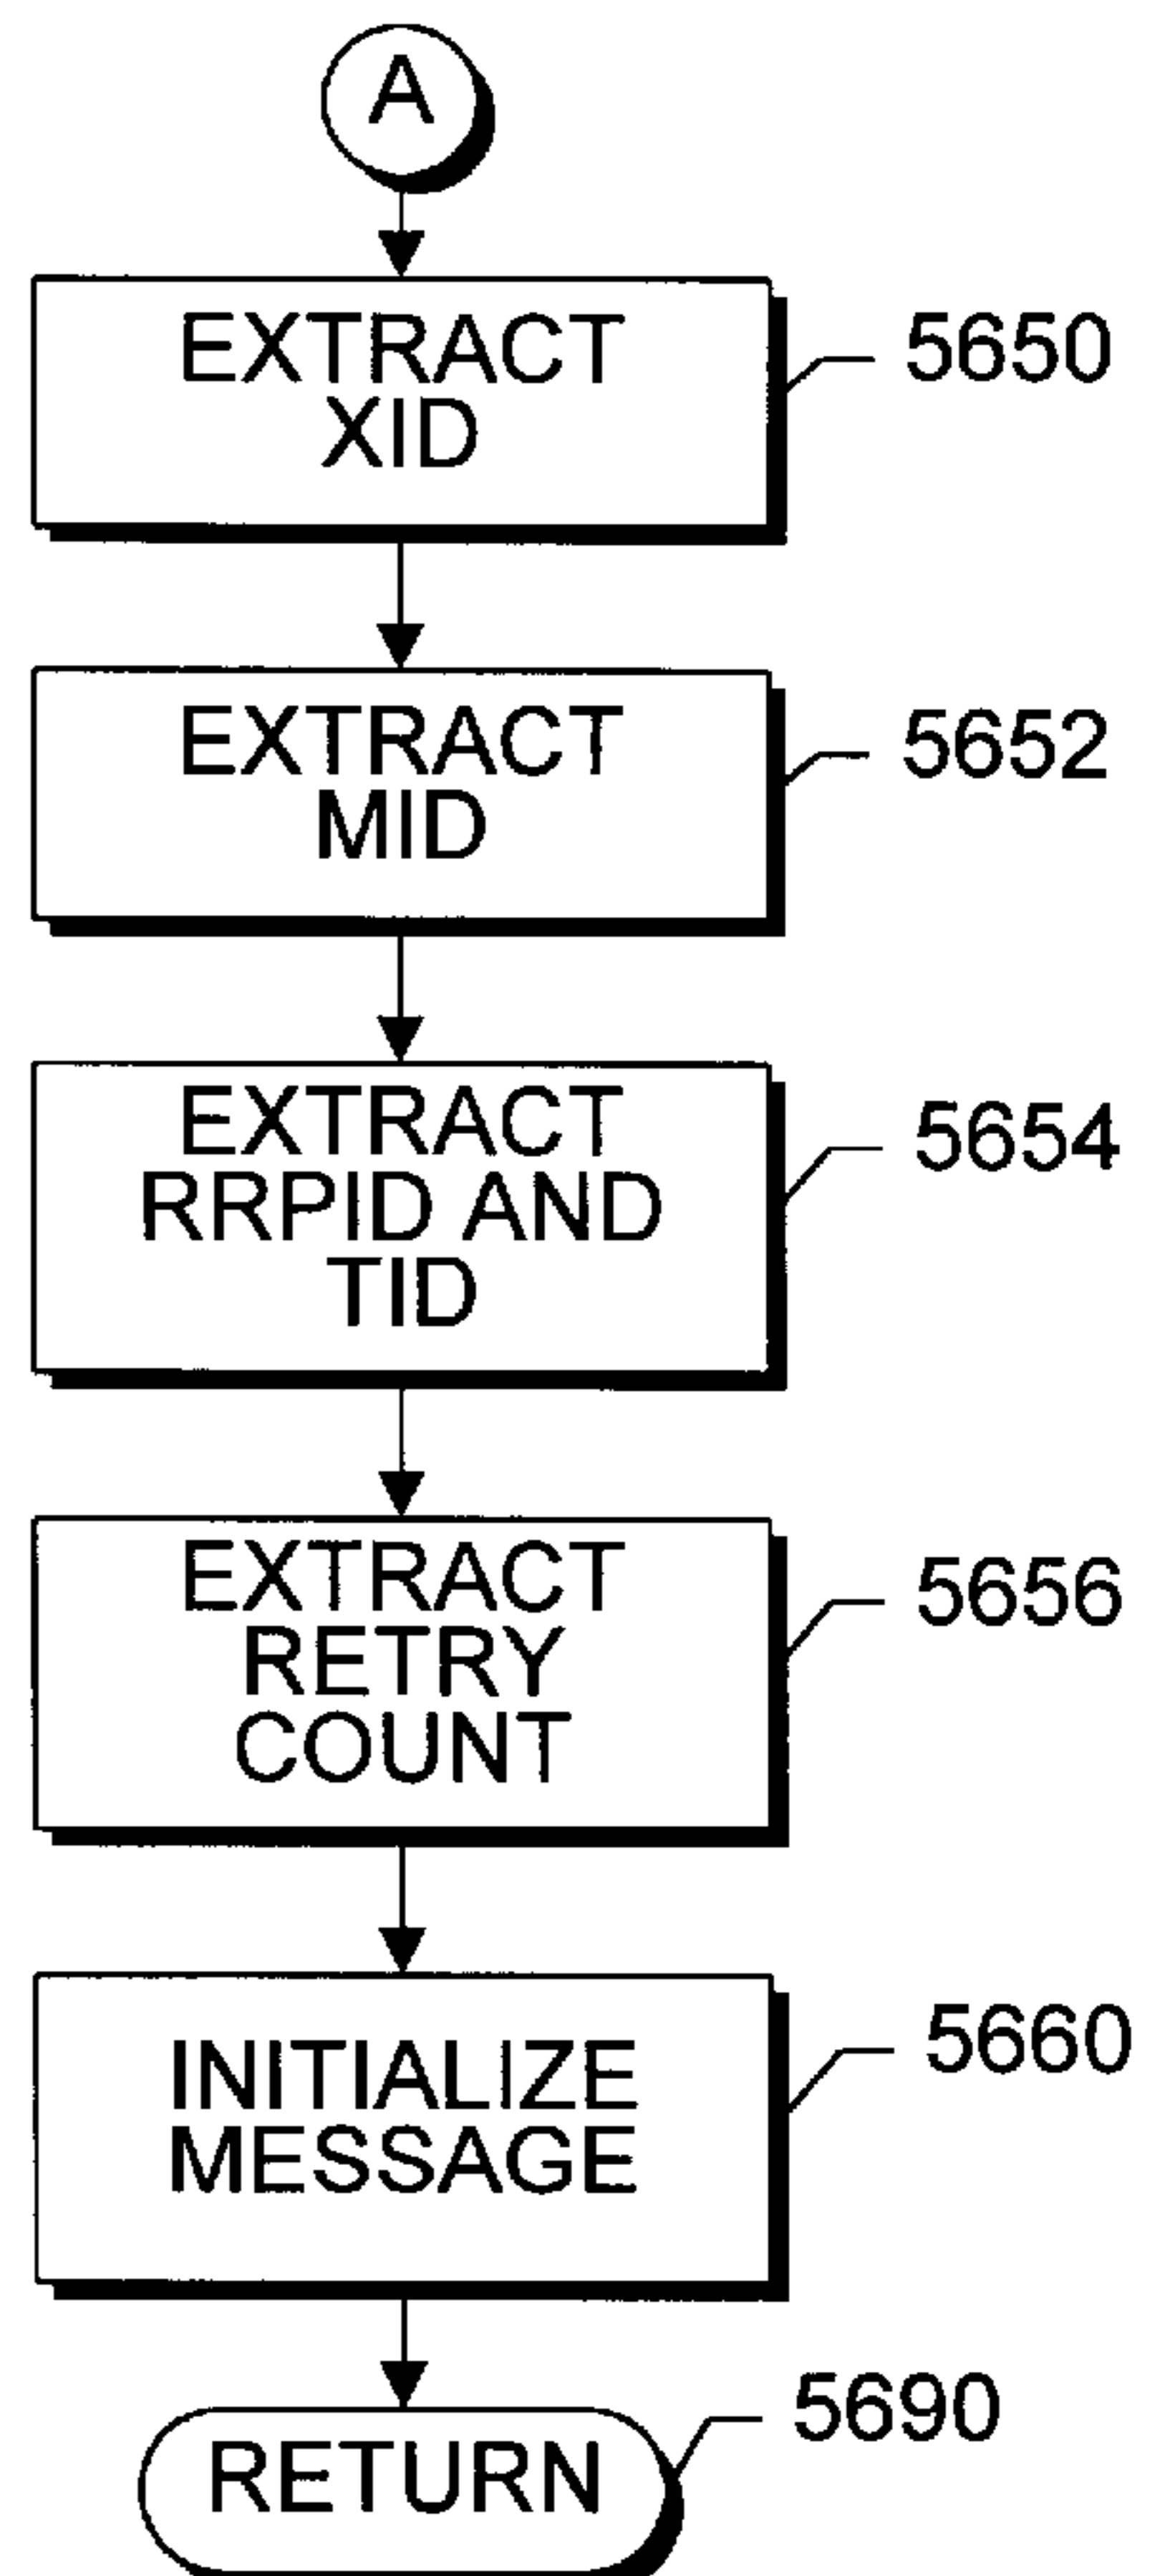 A
EXTRACT
XID
5650
EXTRACT
MID
5652
EXTRACT
RRPID AND
TID
5654
EXTRACT
RETRY
COUNT
5656
INITIALIZE
MESSAGE
5660
RETURN
5690